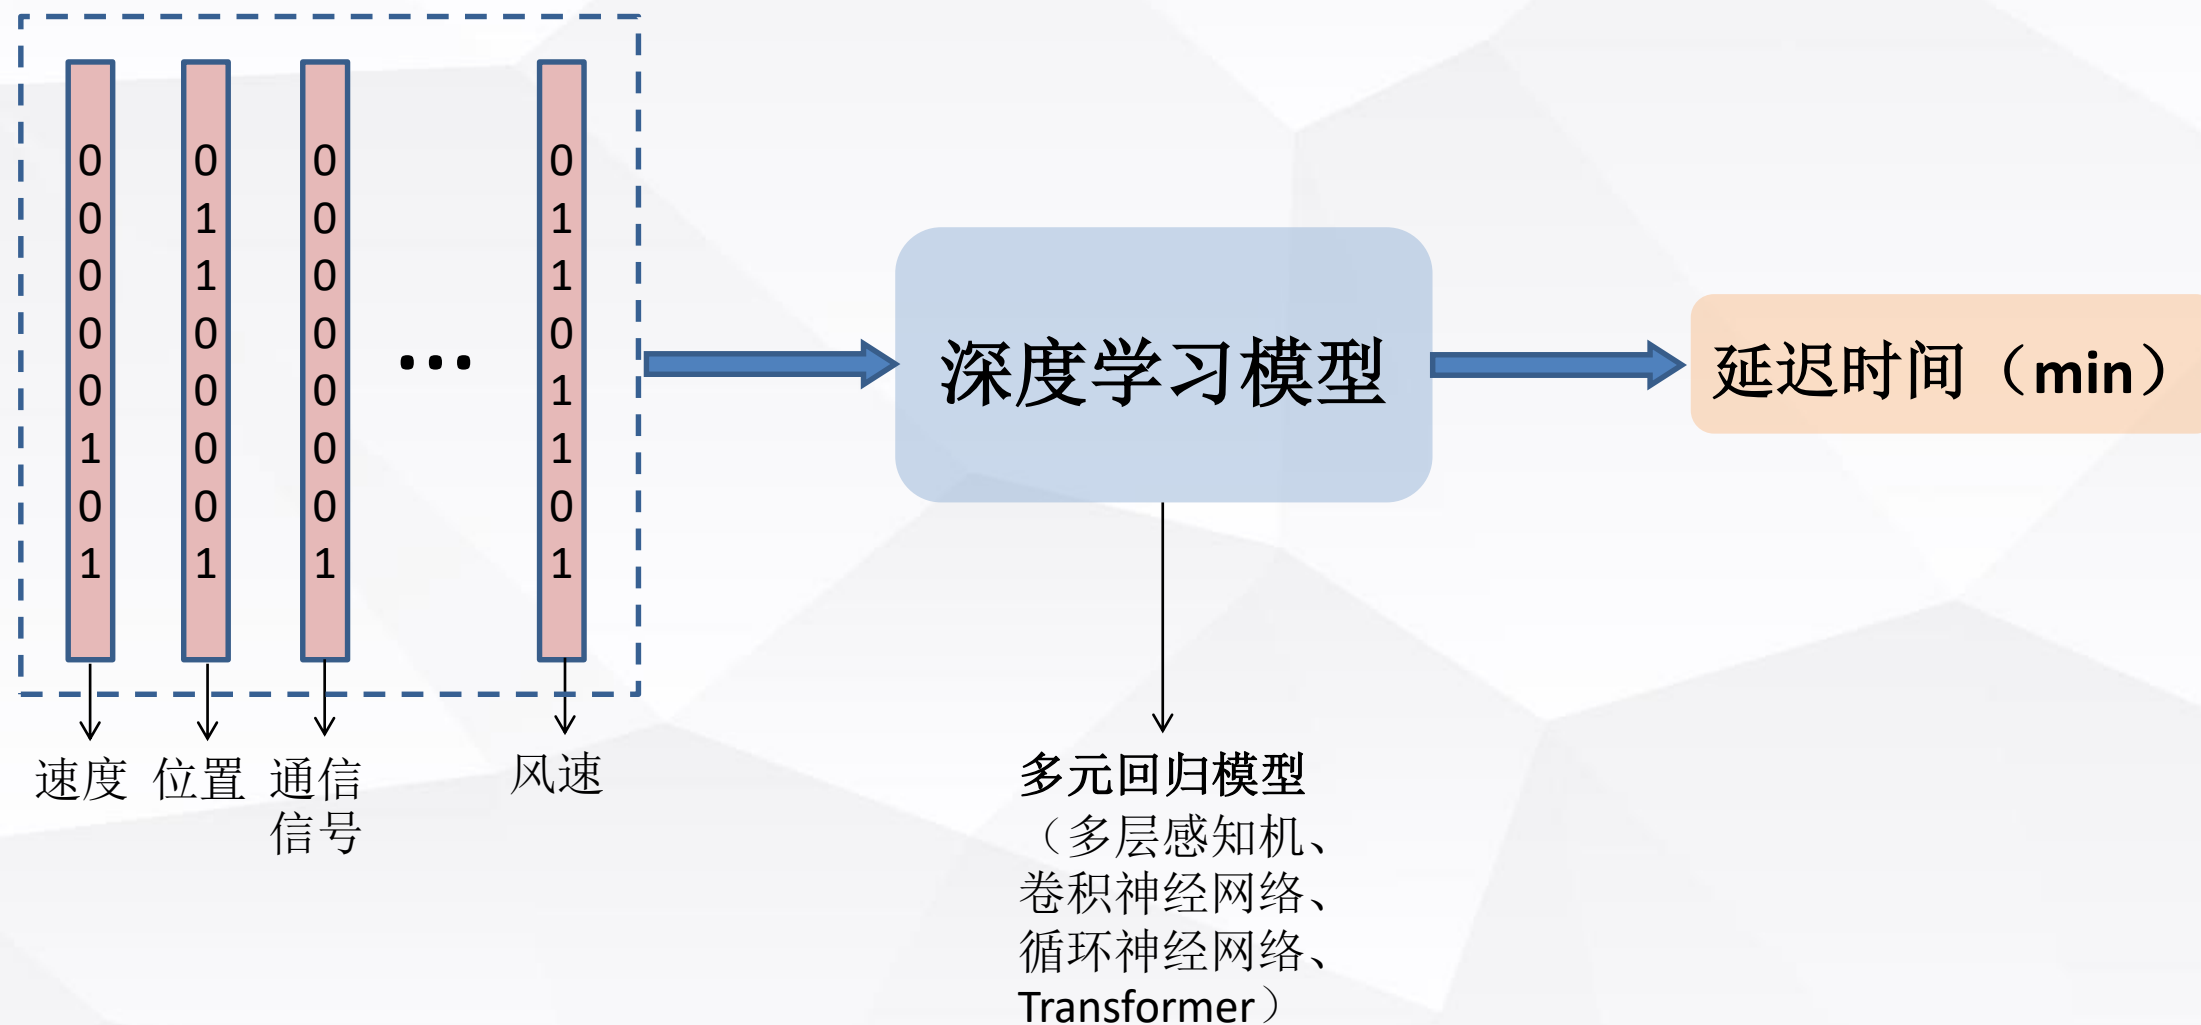 0 0 0 0
0 1 0 1
0 1 0 1
0 0 0 0
0 0 0 1
1 0 0 1
0 0 0 0
1 1 1 1
...
速度
位置
通信
信号
风速
深度学习模型
延迟时间（min）
多元回归模型
（多层感知机、
卷积神经网络、
循环神经网络、
Transformer）